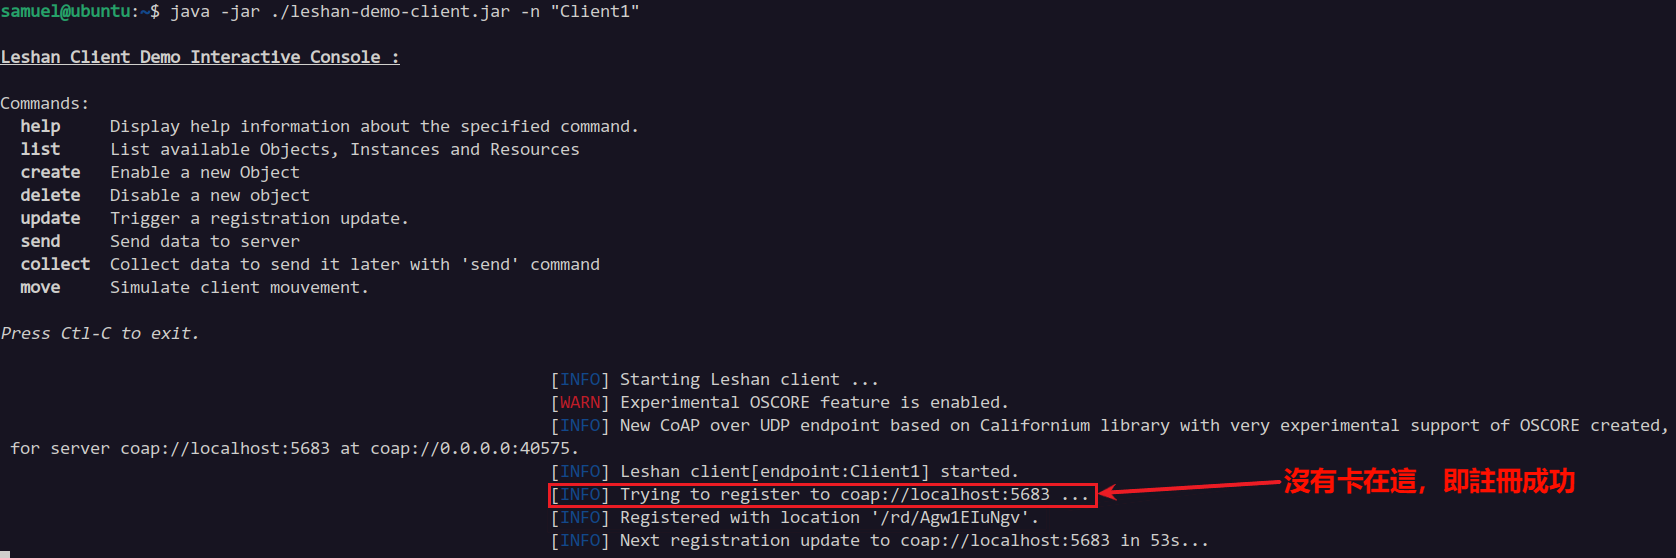 samuel@ubuntu:~$ java -jar ./leshan-demo-client.jar -n "Client1"
Leshan Client Demo Interactive Console :
Commands:
help Display help information about the specified command.
list List available Objects, Instances and Resources
create Enable a new Object
delete Disable a new object
update Trigger a registration update.
send Send data to server
collect Collect data to send it later with 'send' command
move Simulate client mouvement.
Press Ctl-C to exit.
[INFO] Starting Leshan client ...
[WARN] Experimental OSCORE feature is enabled.
[INFO] New CoAP over UDP endpoint based on Californium library with very experimental support of OSCORE created,
for server coap://localhost:5683 at coap://0.0.0.0:40575.
[INFO] Leshan client[endpoint:Client1] started.
[INFO] Trying to register to coap://localhost:5683 ... 沒有卡在這，即註冊成功
[INFO] Registered with location '/rd/Agw1EIuNgv'.
[INFO] Next registration update to coap://localhost:5683 in 53s...